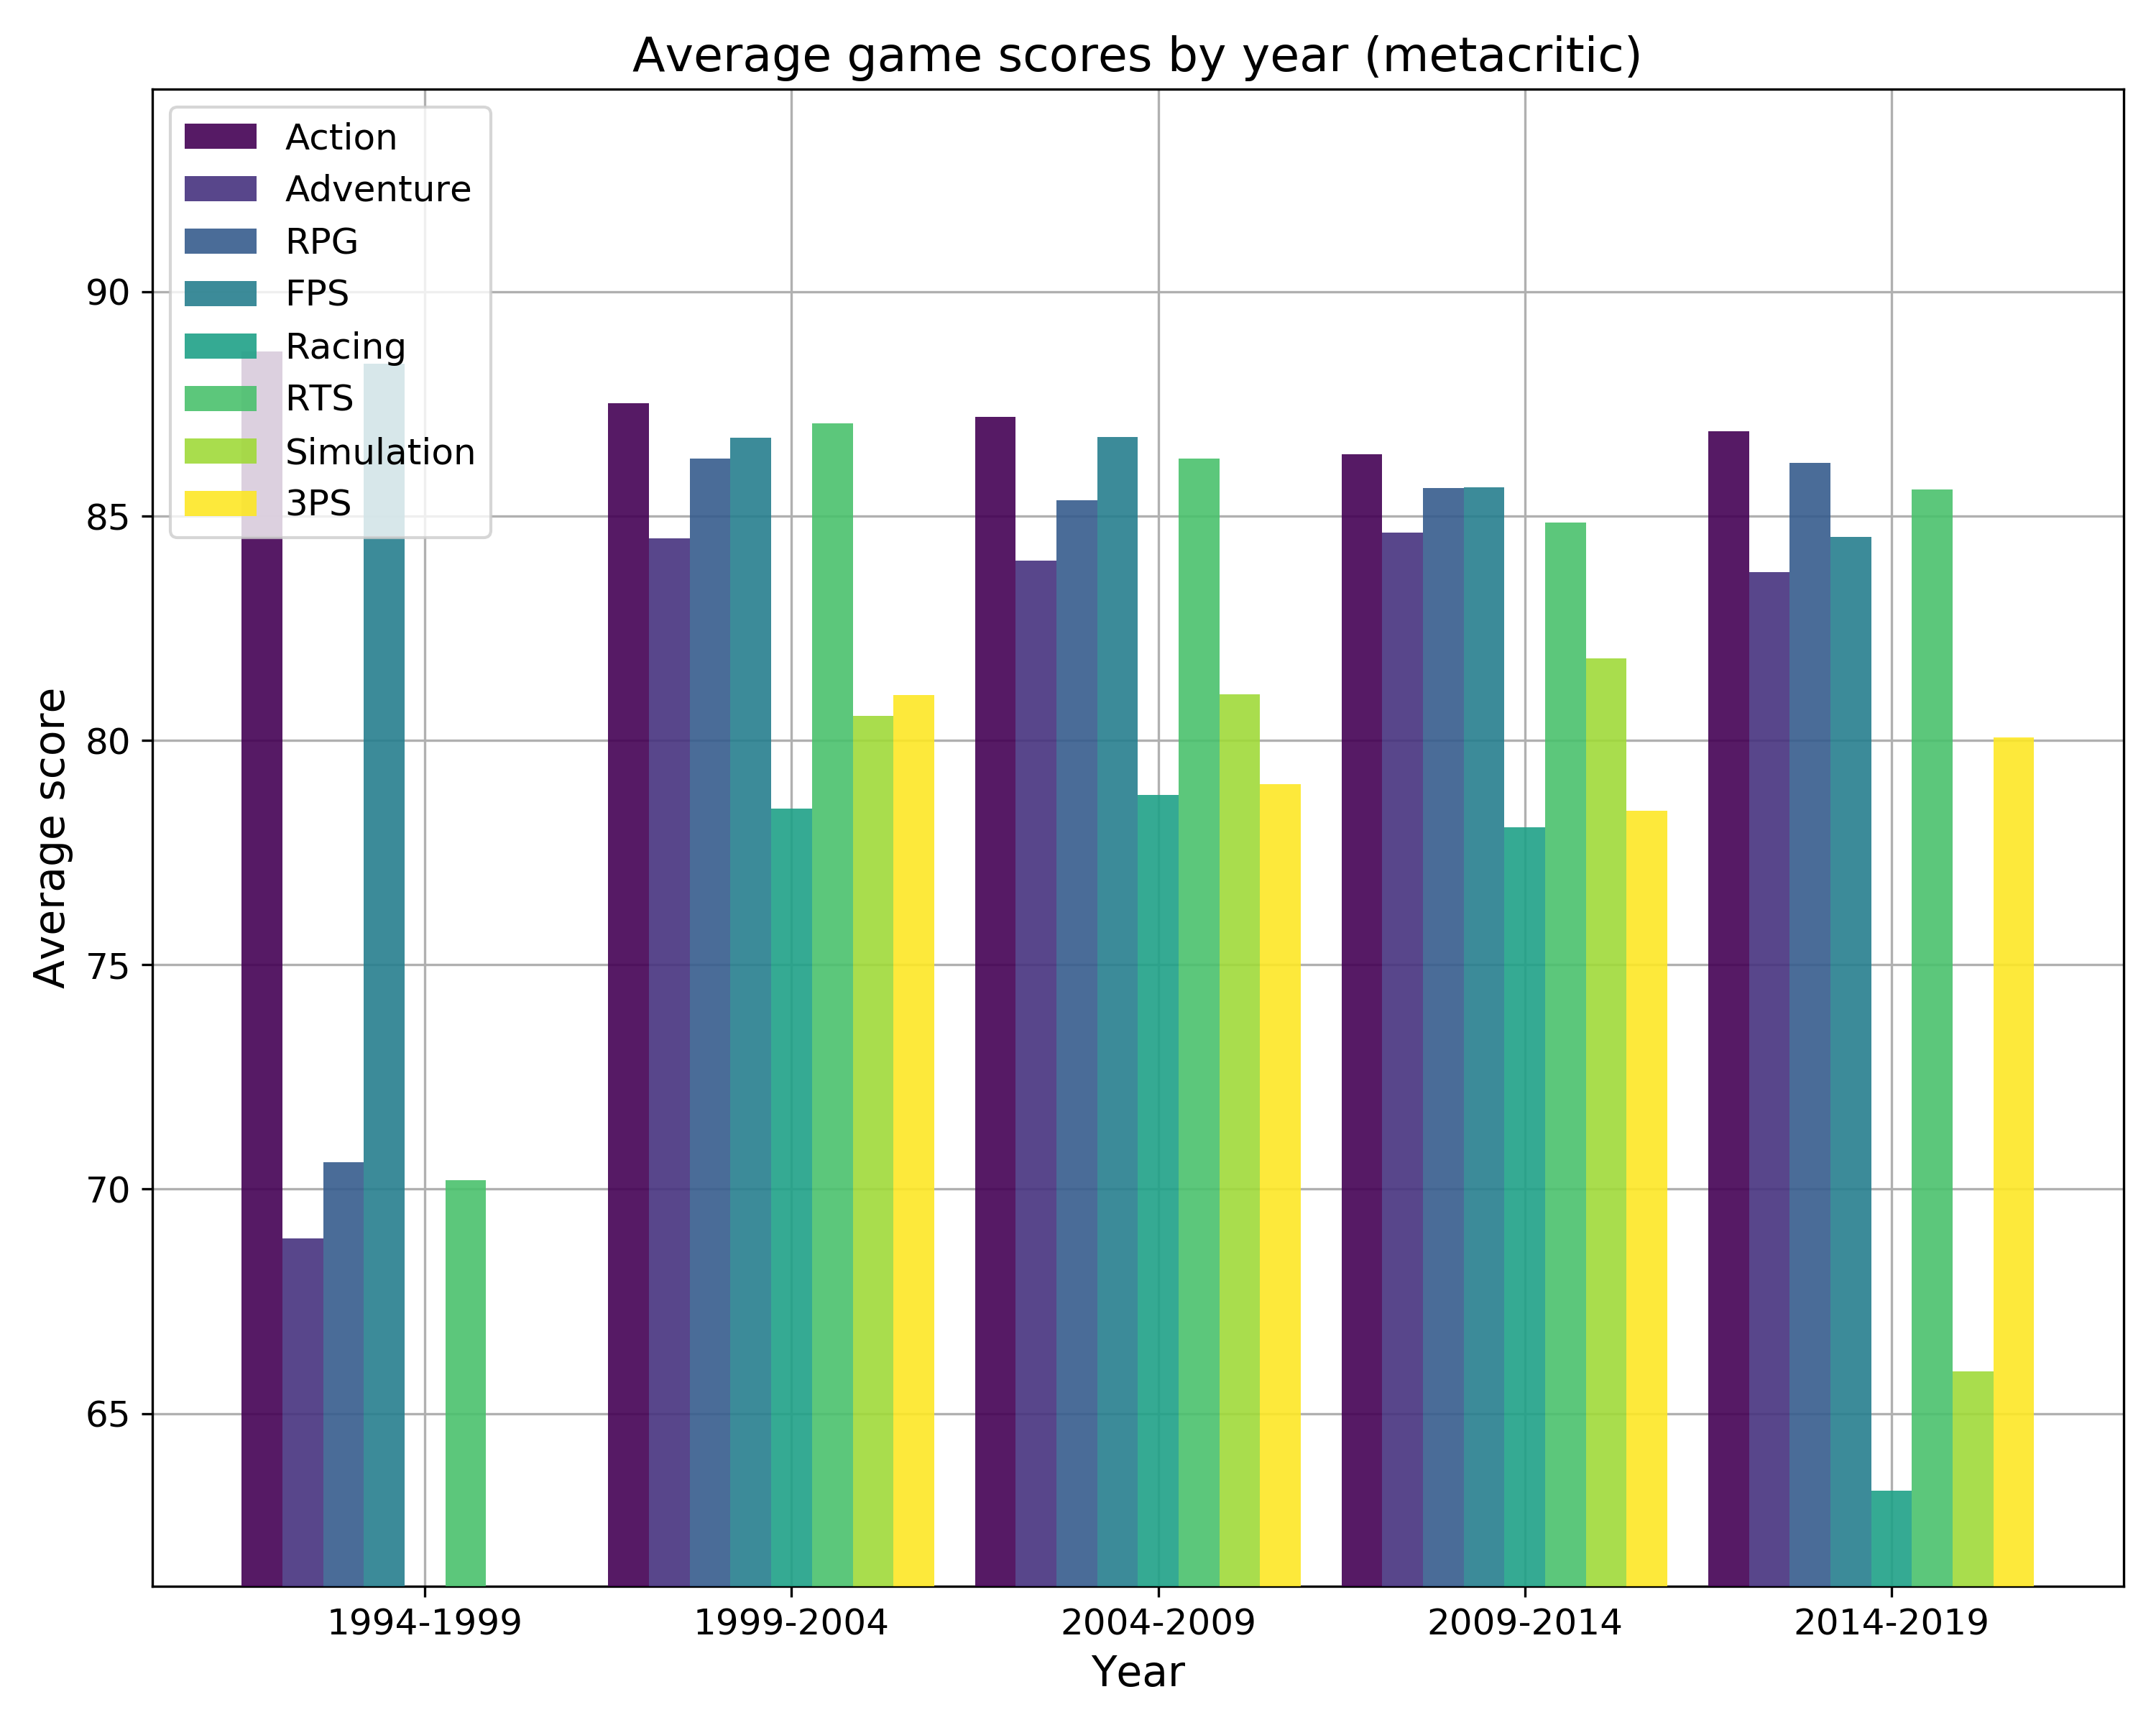 Average game scores by year (metacritic)
Action
Adventure
RPG
FPS
Racing
RTS
Simulation
3PS
90
85
80
75
70
65
Average score
1994-1999
1999-2004
2004-2009
2009-2014
2014-2019
Year